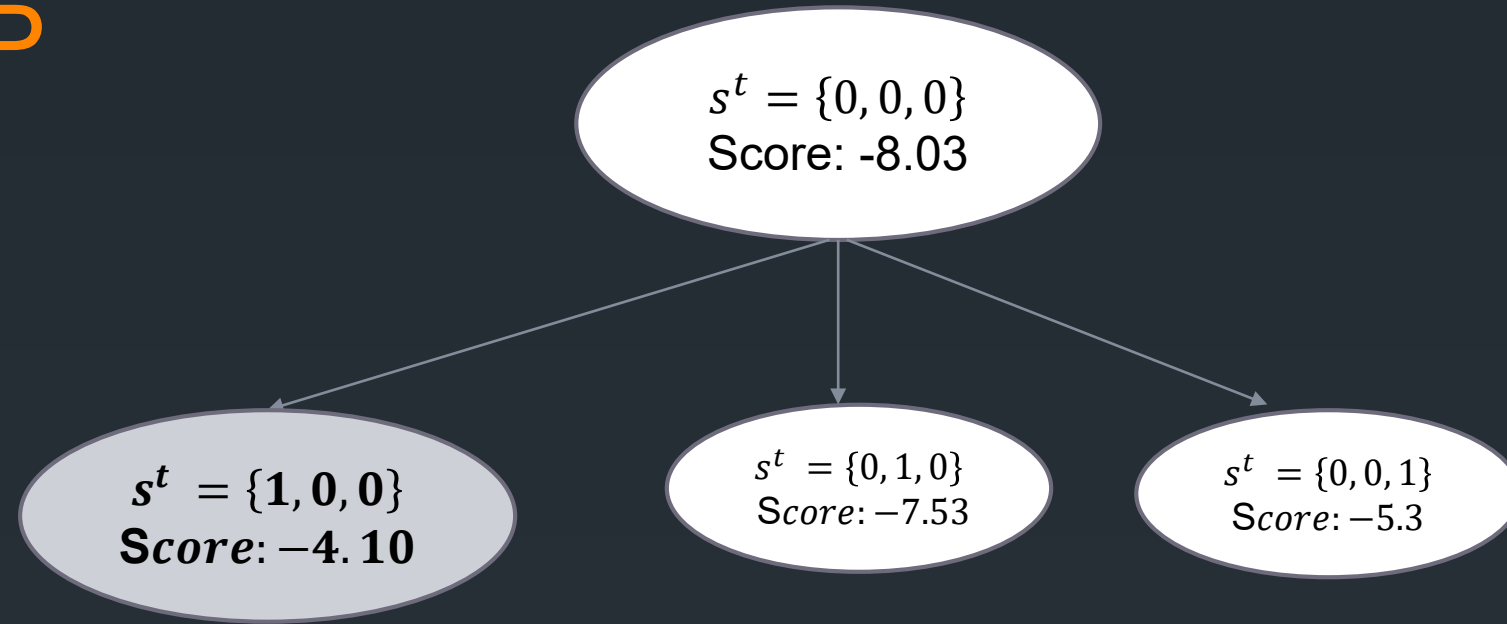 s^t = {0, 0, 0}
Score: -8.03
s^t = {1, 0, 0}
Score: −4.10
s^t = {0, 1, 0}
Score: −7.53
s^t = {0, 0, 1}
Score: −5.3